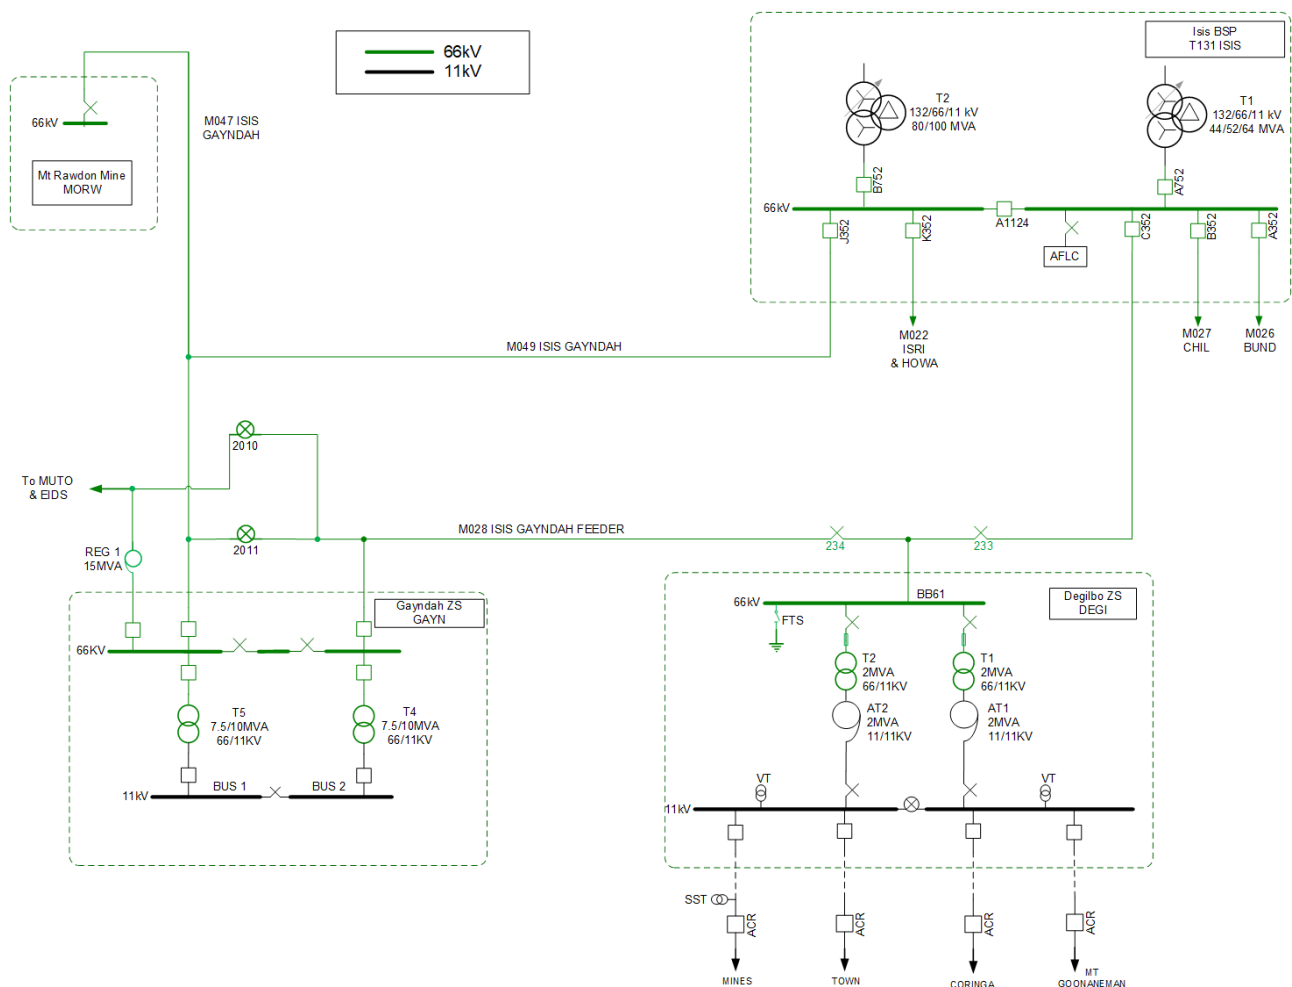 66kV
11kV
Isis BSP
T131 ISIS
T2
132/66/11 kV
80/100 MVA
T1
132/66/11 kV
44/52/64 MVA
B752
A752
66kV
J352
K352
A1124
C352
B352
A352
AFLC
M022
ISRI
& HOWA
M027
CHIL
M026
BUND
M047 ISIS
GAYNDAH
66kV
Mt Rawdon Mine
MORW
M049 ISIS GAYNDAH
2010
To MUTO
& EIDS
2011
M028 ISIS GAYNDAH FEEDER
234
233
REG 1
15MVA
Gayndah ZS
GAYN
66KV
T5
7.5/10MVA
66/11KV
T4
7.5/10MVA
66/11KV
11kV
BUS 1
BUS 2
Degilbo ZS
DEGI
66kV
BB61
FTS
T2
2MVA
66/11KV
T1
2MVA
66/11KV
AT2
2MVA
11/11KV
AT1
2MVA
11/11KV
VT
VT
11kV
SST
ACR
ACR
ACR
ACR
MINES
TOWN
CORINGA
MT
GOONANEMAN